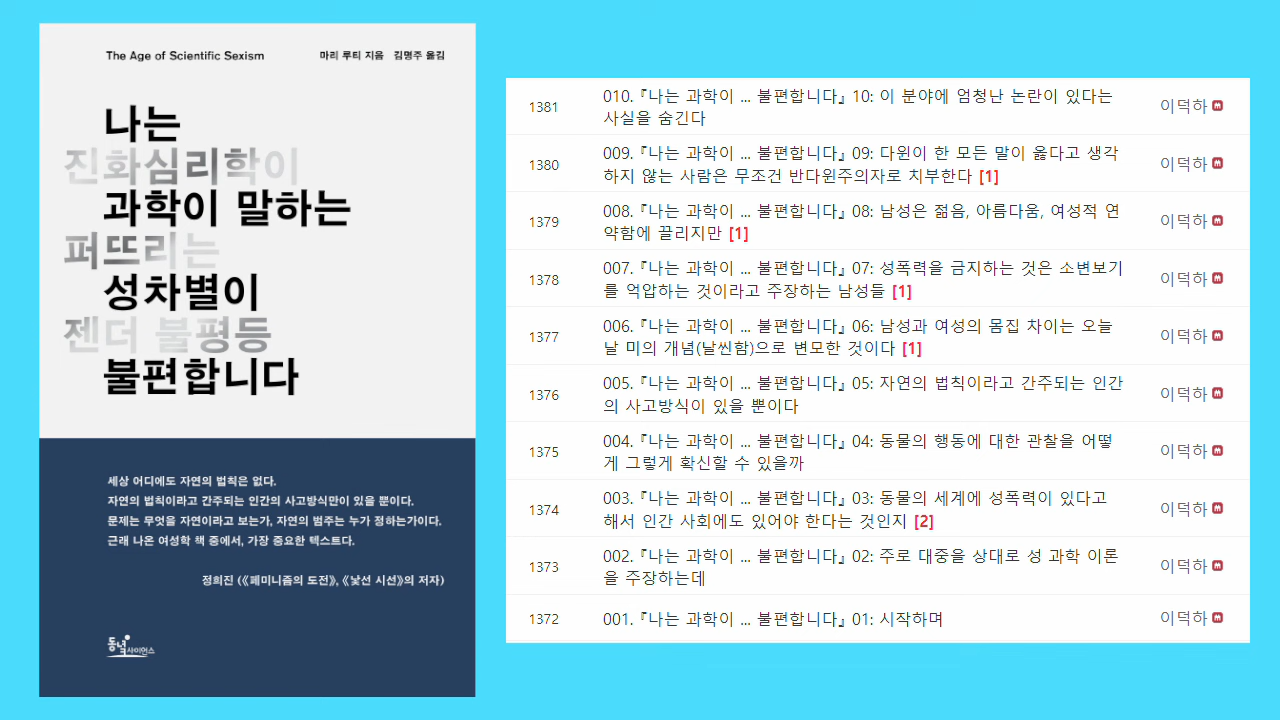 The Age of Scientific Sexism 마리 루티 지음 김명주 옮김
나는
진화심리학이
과학이 말하는
퍼뜨리는
성차별이
젠더 불평등
불편합니다
세상 어디에도 자연의 법칙은 없다.
자연의 법칙이라고 간주되는 인간의 사고방식만이 있을 뿐이다.
문제는 무엇을 자연이라고 보는가, 자연의 범주는 누가 정하는가이다.
근래 나온 여성학 책 중에서, 가장 중요한 텍스트다.
정희진 (《페미니즘의 도전》, 《낯선 시선》의 저자)
동녘사이언스
1381 010. 『나는 과학이 ... 불편합니다』 10: 이 분야에 엄청난 논란이 있다는 이덕하
사실을 숨긴다
1380 009. 『나는 과학이 ... 불편합니다』 09: 다윈이 한 모든 말이 옳다고 생각 이덕하
하지 않는 사람은 무조건 반다윈주의자로 치부한다 [1]
1379 008. 『나는 과학이 ... 불편합니다』 08: 남성은 젊음, 아름다움, 여성적 연 이덕하
약함에 끌리지만 [1]
1378 007. 『나는 과학이 ... 불편합니다』 07: 성폭력을 금지하는 것은 소변보기 이덕하
를 억압하는 것이라고 주장하는 남성들 [1]
1377 006. 『나는 과학이 ... 불편합니다』 06: 남성과 여성의 몸집 차이는 오늘 이덕하
날 미의 개념(날씬함)으로 변모한 것이다 [1]
1376 005. 『나는 과학이 ... 불편합니다』 05: 자연의 법칙이라고 간주되는 인간 이덕하
의 사고방식이 있을 뿐이다
1375 004. 『나는 과학이 ... 불편합니다』 04: 동물의 행동에 대한 관찰을 어떻 이덕하
게 그렇게 확신할 수 있을까
1374 003. 『나는 과학이 ... 불편합니다』 03: 동물의 세계에 성폭력이 있다고 이덕하
해서 인간 사회에도 있어야 한다는 것인지 [2]
1373 002. 『나는 과학이 ... 불편합니다』 02: 주로 대중을 상대로 성 과학 이론 이덕하
을 주장하는데
1372 001. 『나는 과학이 ... 불편합니다』 01: 시작하며 이덕하